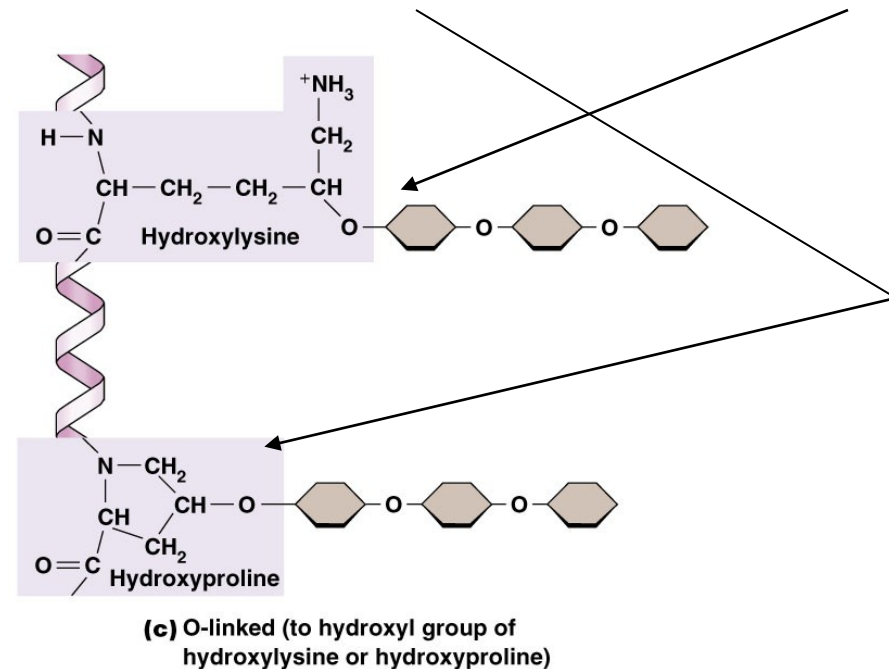 ⁺NH₃
H—N
CH₂
CH—CH₂—CH₂—CH
O=C
Hydroxylysine
O
O
O
N—CH₂
CH—O
O
O
CH
CH₂
O=C
Hydroxyproline
(c) O-linked (to hydroxyl group of
hydroxylysine or hydroxyproline)